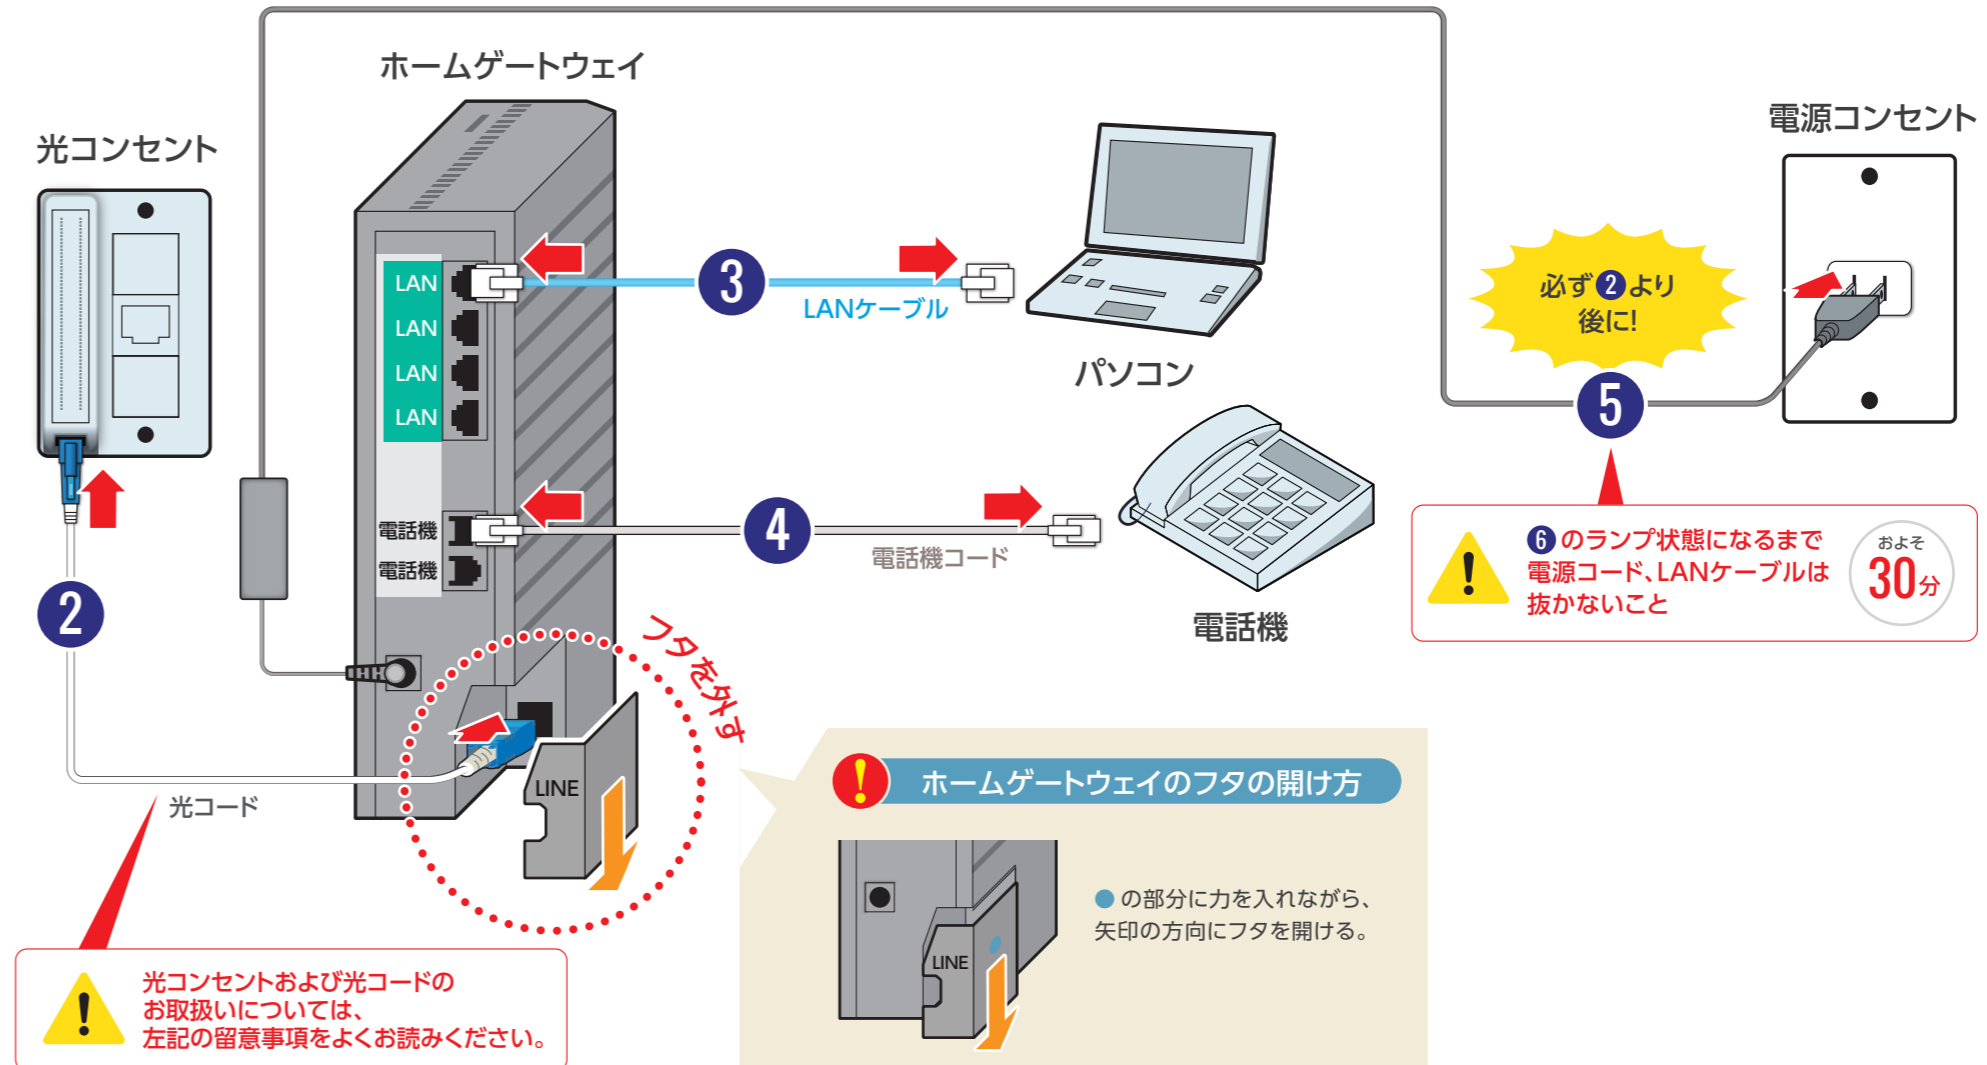 ホームゲートウェイ
光コンセント
電源コンセント
LAN
LAN
LAN
LAN
3
LANケーブル
パソコン
必ず2より
後に!
5
電話機
電話機
4
電話機コード
電話機
6のランプ状態になるまで
電源コード、LANケーブルは
抜かないこと
およそ
30分
2
フタを外す
LINE
光コード
ホームゲートウェイのフタの開け方
●の部分に力を入れながら、
矢印の方向にフタを開ける。
LINE
光コンセントおよび光コードの
お取扱いについては、
左記の留意事項をよくお読みください。